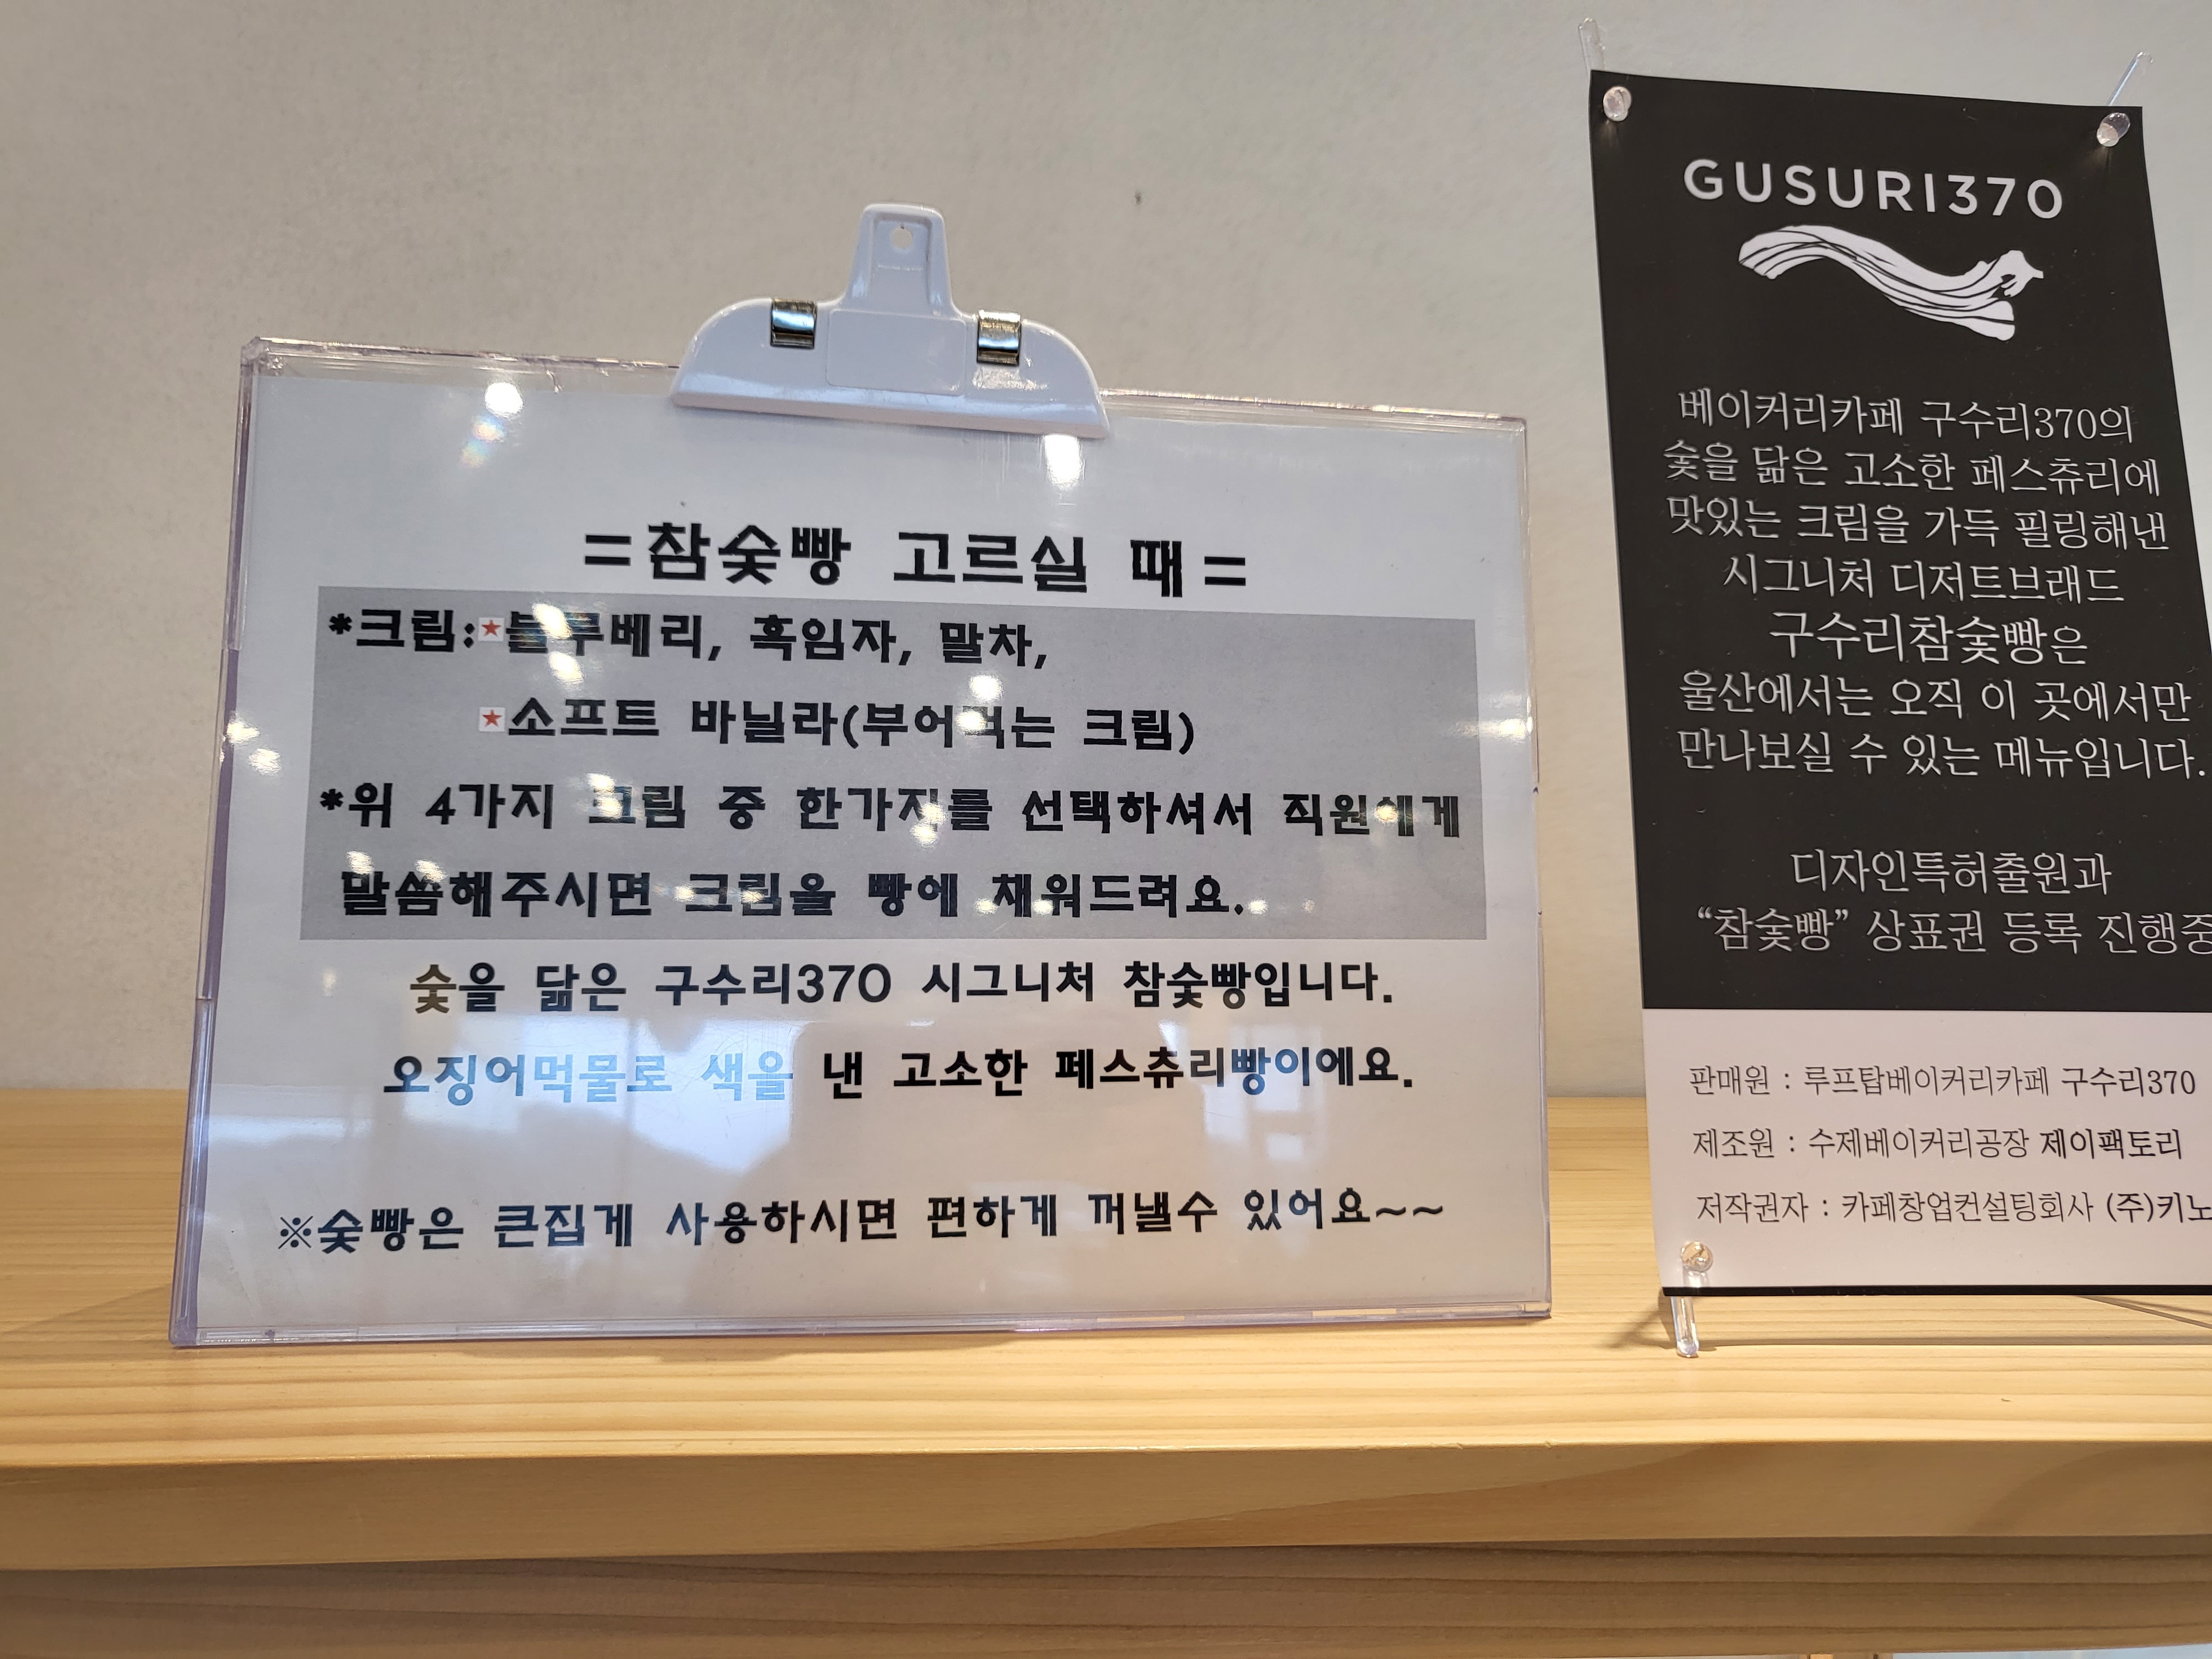 =참숯빵 고르실 때=
*크림:★블루베리, 흑임자, 말차,
★소프트 바닐라(부어먹는 크림)
*위 4가지 크림 중 한가지를 선택하셔서 직원에게
말씀해주시면 크림을 빵에 채워드려요.
숯을 닮은 구수리370 시그니처 참숯빵입니다.
오징어먹물로 색을 낸 고소한 페스츄리빵이에요.
※숯빵은 큰집게 사용하시면 편하게 꺼낼수 있어요~~
GUSURI370
베이커리카페 구수리370의
숯을 닮은 고소한 페스츄리에
맛있는 크림을 가득 필링해낸
시그니처 디저트브래드
구수리참숯빵은
울산에서는 오직 이 곳에서만
만나보실 수 있는 메뉴입니다.
디자인특허출원과
“참숯빵” 상표권 등록 진행중
판매원 : 루프탑베이커리카페 구수리370
제조원 : 수제베이커리공장 제이팩토리
저작권자 : 카페창업컨설팅회사 (주)키노